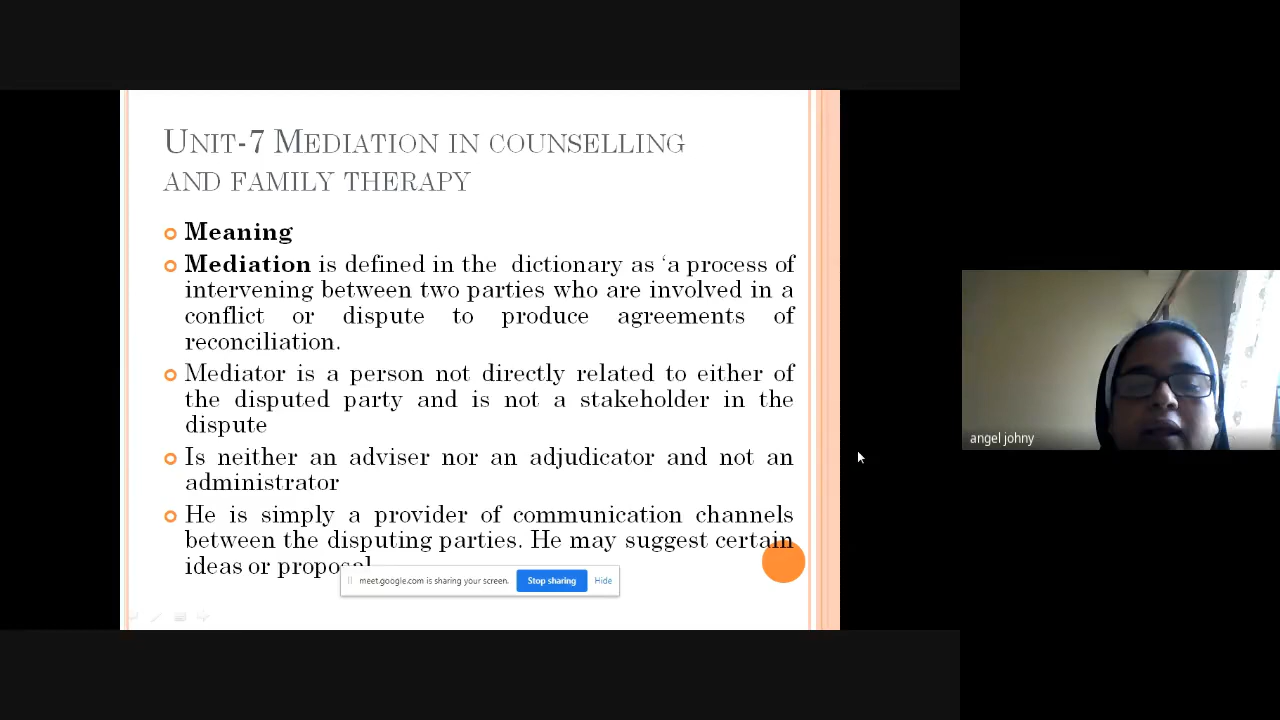 UNIT-7 MEDIATION IN COUNSELLING
AND FAMILY THERAPY
Meaning
Mediation is defined in the dictionary as ‘a process of
intervening between two parties who are involved in a
conflict or dispute to produce agreements of
reconciliation.
Mediator is a person not directly related to either of
the disputed party and is not a stakeholder in the
dispute
Is neither an adviser nor an adjudicator and not an
administrator
He is simply a provider of communication channels
between the disputing parties. He may suggest certain
ideas or proposal
meet.google.com is sharing your screen.
Stop sharing
Hide
angel johny